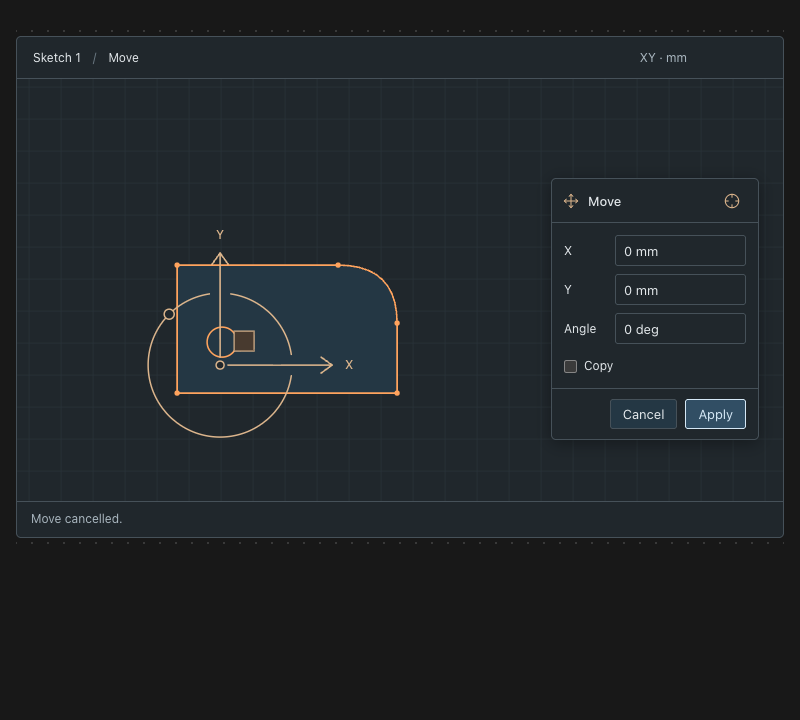 Sketch 1 / Move
XY · mm
Move
X 0 mm
Y 0 mm
Angle 0 deg
Copy
Cancel Apply
Y
X
Move cancelled.